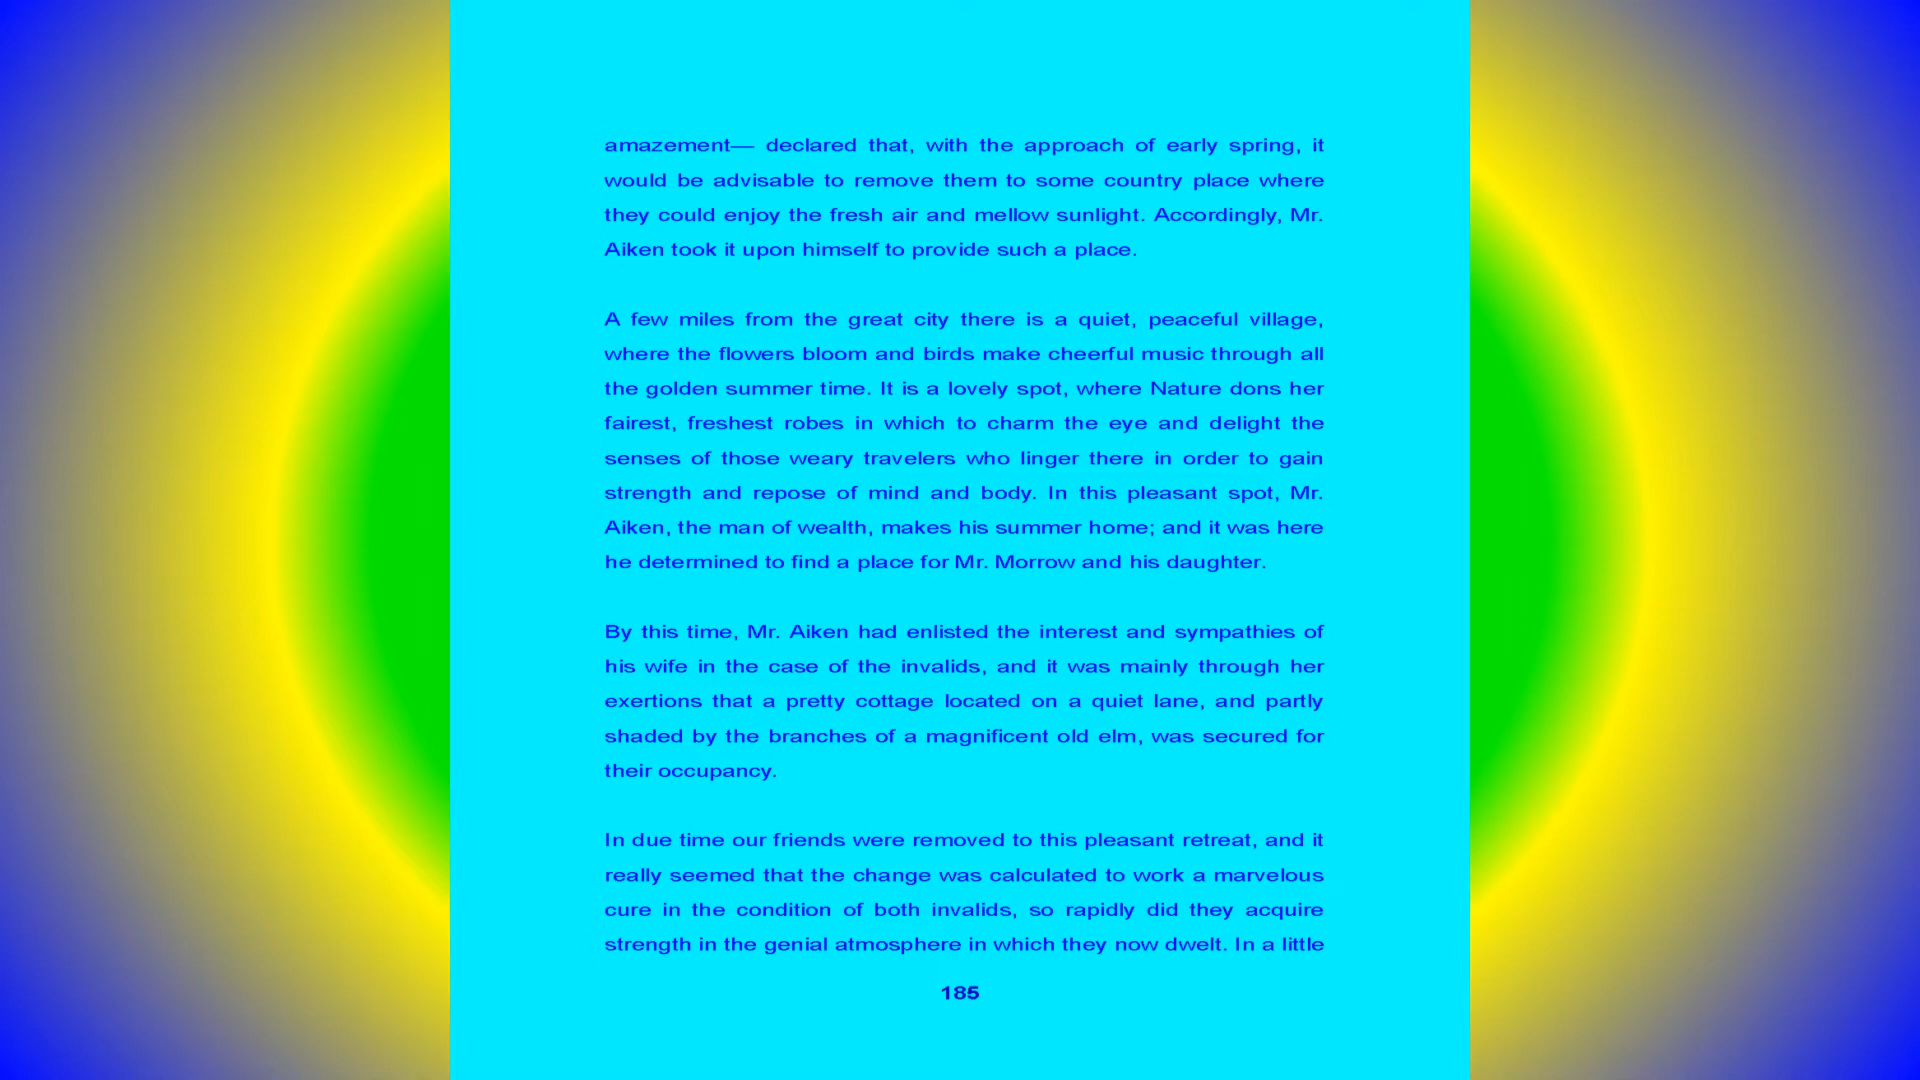 amazement— declared that, with the approach of early spring, it
would be advisable to remove them to some country place where
they could enjoy the fresh air and mellow sunlight. Accordingly, Mr.
Aiken took it upon himself to provide such a place.
A few miles from the great city there is a quiet, peaceful village,
where the flowers bloom and birds make cheerful music through all
the golden summer time. It is a lovely spot, where Nature dons her
fairest, freshest robes in which to charm the eye and delight the
senses of those weary travelers who linger there in order to gain
strength and repose of mind and body. In this pleasant spot, Mr.
Aiken, the man of wealth, makes his summer home; and it was here
he determined to find a place for Mr. Morrow and his daughter.
By this time, Mr. Aiken had enlisted the interest and sympathies of
his wife in the case of the invalids, and it was mainly through her
exertions that a pretty cottage located on a quiet lane, and partly
shaded by the branches of a magnificent old elm, was secured for
their occupancy.
In due time our friends were removed to this pleasant retreat, and it
really seemed that the change was calculated to work a marvelous
cure in the condition of both invalids, so rapidly did they acquire
strength in the genial atmosphere in which they now dwelt. In a little
185